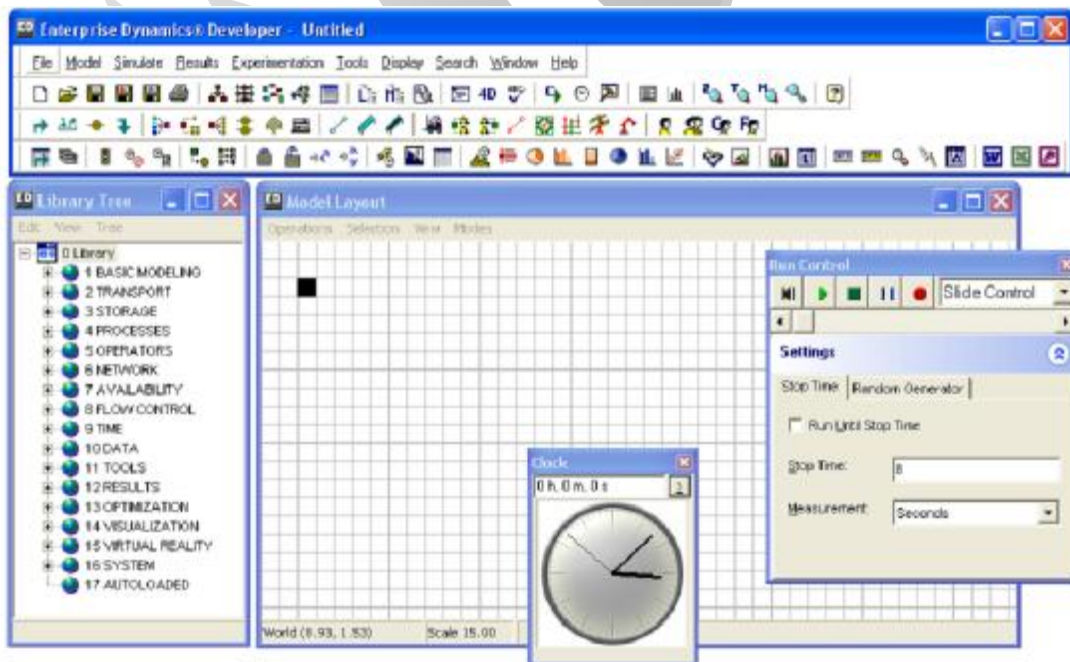 Enterprise Dynamics® Developer - Untitled
File Model Simulate Results Experimentation Tools Display Search Window Help
4D
Library Tree
Edit View Tree
0 Library
1 BASIC MODELING
2 TRANSPORT
3 STORAGE
4 PROCESSES
5 OPERATORS
6 NETWORK
7 AVAILABILITY
8 FLOW CONTROL
9 TIME
10 DATA
11 TOOLS
12 RESULTS
13 OPTIMIZATION
14 VISUALIZATION
15 VIRTUAL REALITY
16 SYSTEM
17 AUTOLOADED
Model Layout
Operations Selection View Modes
World (8.93, 1.53) Scale 15.00
Run Control
Slide Control
Settings
Stop Time Random Generator
Run Until Stop Time
Stop Time: 8
Measurement: Seconds
Clock
0 h, 0 m, 0 s